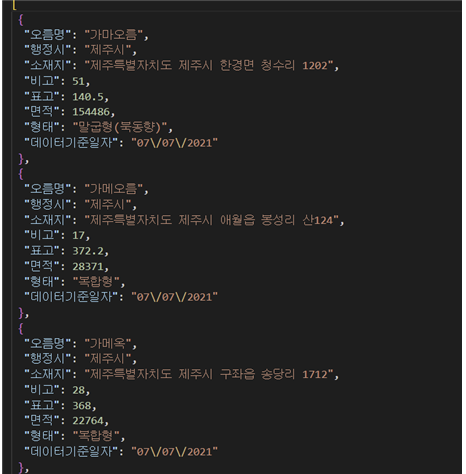 [
{
"오름명": "가마오름",
"행정시": "제주시",
"소재지": "제주특별자치도 제주시 한경면 청수리 1202",
"비고": 51,
"표고": 140.5,
"면적": 154486,
"형태": "말굽형(북동향)",
"데이터기준일자": "07\/07\/2021"
},
{
"오름명": "가메오름",
"행정시": "제주시",
"소재지": "제주특별자치도 제주시 애월읍 봉성리 산124",
"비고": 17,
"표고": 372.2,
"면적": 28371,
"형태": "복합형",
"데이터기준일자": "07\/07\/2021"
},
{
"오름명": "가메옥",
"행정시": "제주시",
"소재지": "제주특별자치도 제주시 구좌읍 송당리 1712",
"비고": 28,
"표고": 368,
"면적": 22764,
"형태": "복합형",
"데이터기준일자": "07\/07\/2021"
},